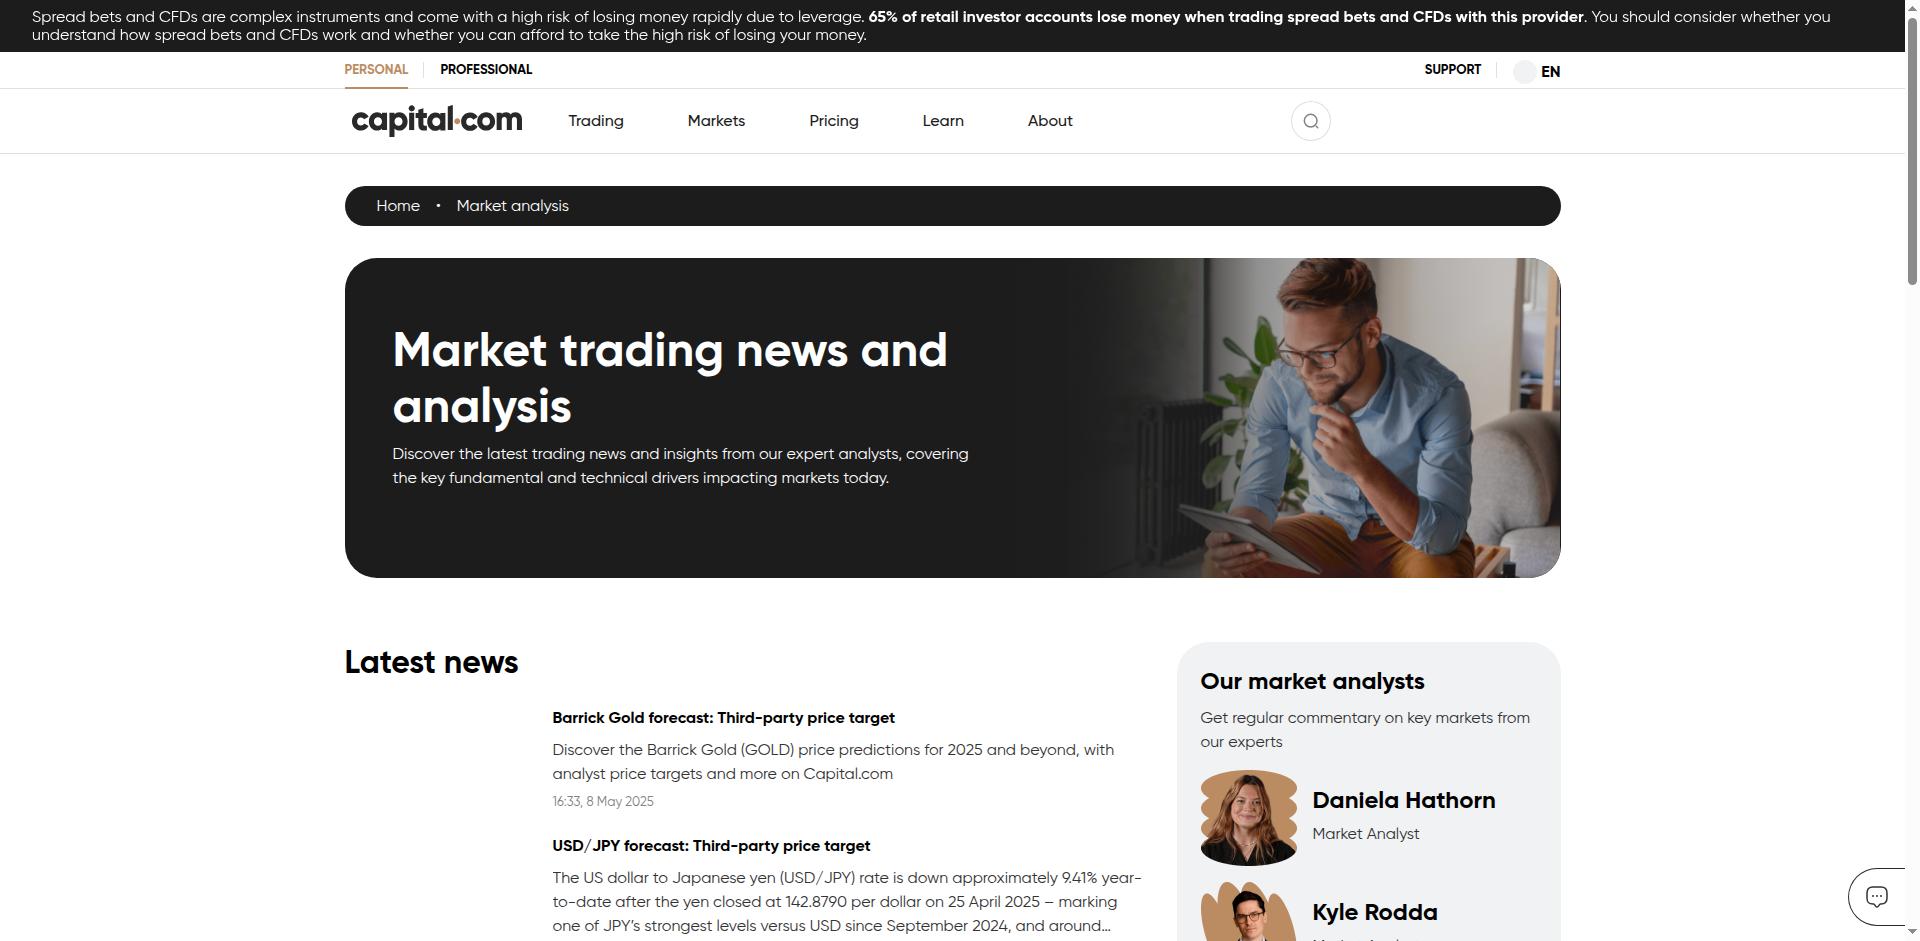 Spread bets and CFDs are complex instruments and come with a high risk of losing money rapidly due to leverage. 65% of retail investor accounts lose money when trading spread bets and CFDs with this provider. You should consider whether you
understand how spread bets and CFDs work and whether you can afford to take the high risk of losing your money.
PERSONAL
PROFESSIONAL
SUPPORT
EN
capital.com
Trading
Markets
Pricing
Learn
About
Home • Market analysis
Market trading news and
analysis
Discover the latest trading news and insights from our expert analysts, covering
the key fundamental and technical drivers impacting markets today.
Latest news
Barrick Gold forecast: Third-party price target
Discover the Barrick Gold (GOLD) price predictions for 2025 and beyond, with
analyst price targets and more on Capital.com
16:33, 8 May 2025
USD/JPY forecast: Third-party price target
The US dollar to Japanese yen (USD/JPY) rate is down approximately 9.41% year-
to-date after the yen closed at 142.8790 per dollar on 25 April 2025 – marking
one of JPY’s strongest levels versus USD since September 2024, and around...
Our market analysts
Get regular commentary on key markets from
our experts
Daniela Hathorn
Market Analyst
Kyle Rodda